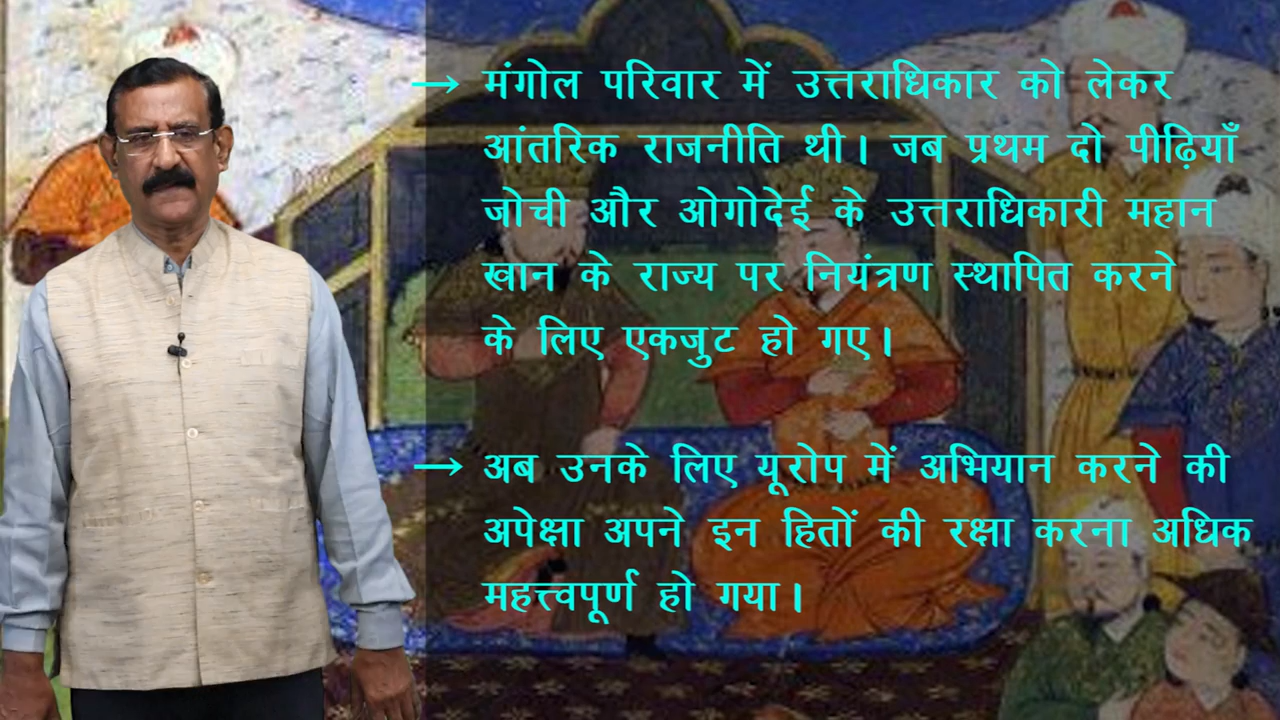 → मंगोल परिवार में उत्तराधिकार को लेकर
आंतरिक राजनीति थी। जब प्रथम दो पीढ़ियाँ
जोची और ओगोदेई के उत्तराधिकारी महान
खान के राज्य पर नियंत्रण स्थापित करने
के लिए एकजुट हो गए।
→ अब उनके लिए यूरोप में अभियान करने की
अपेक्षा अपने इन हितों की रक्षा करना अधिक
महत्त्वपूर्ण हो गया।